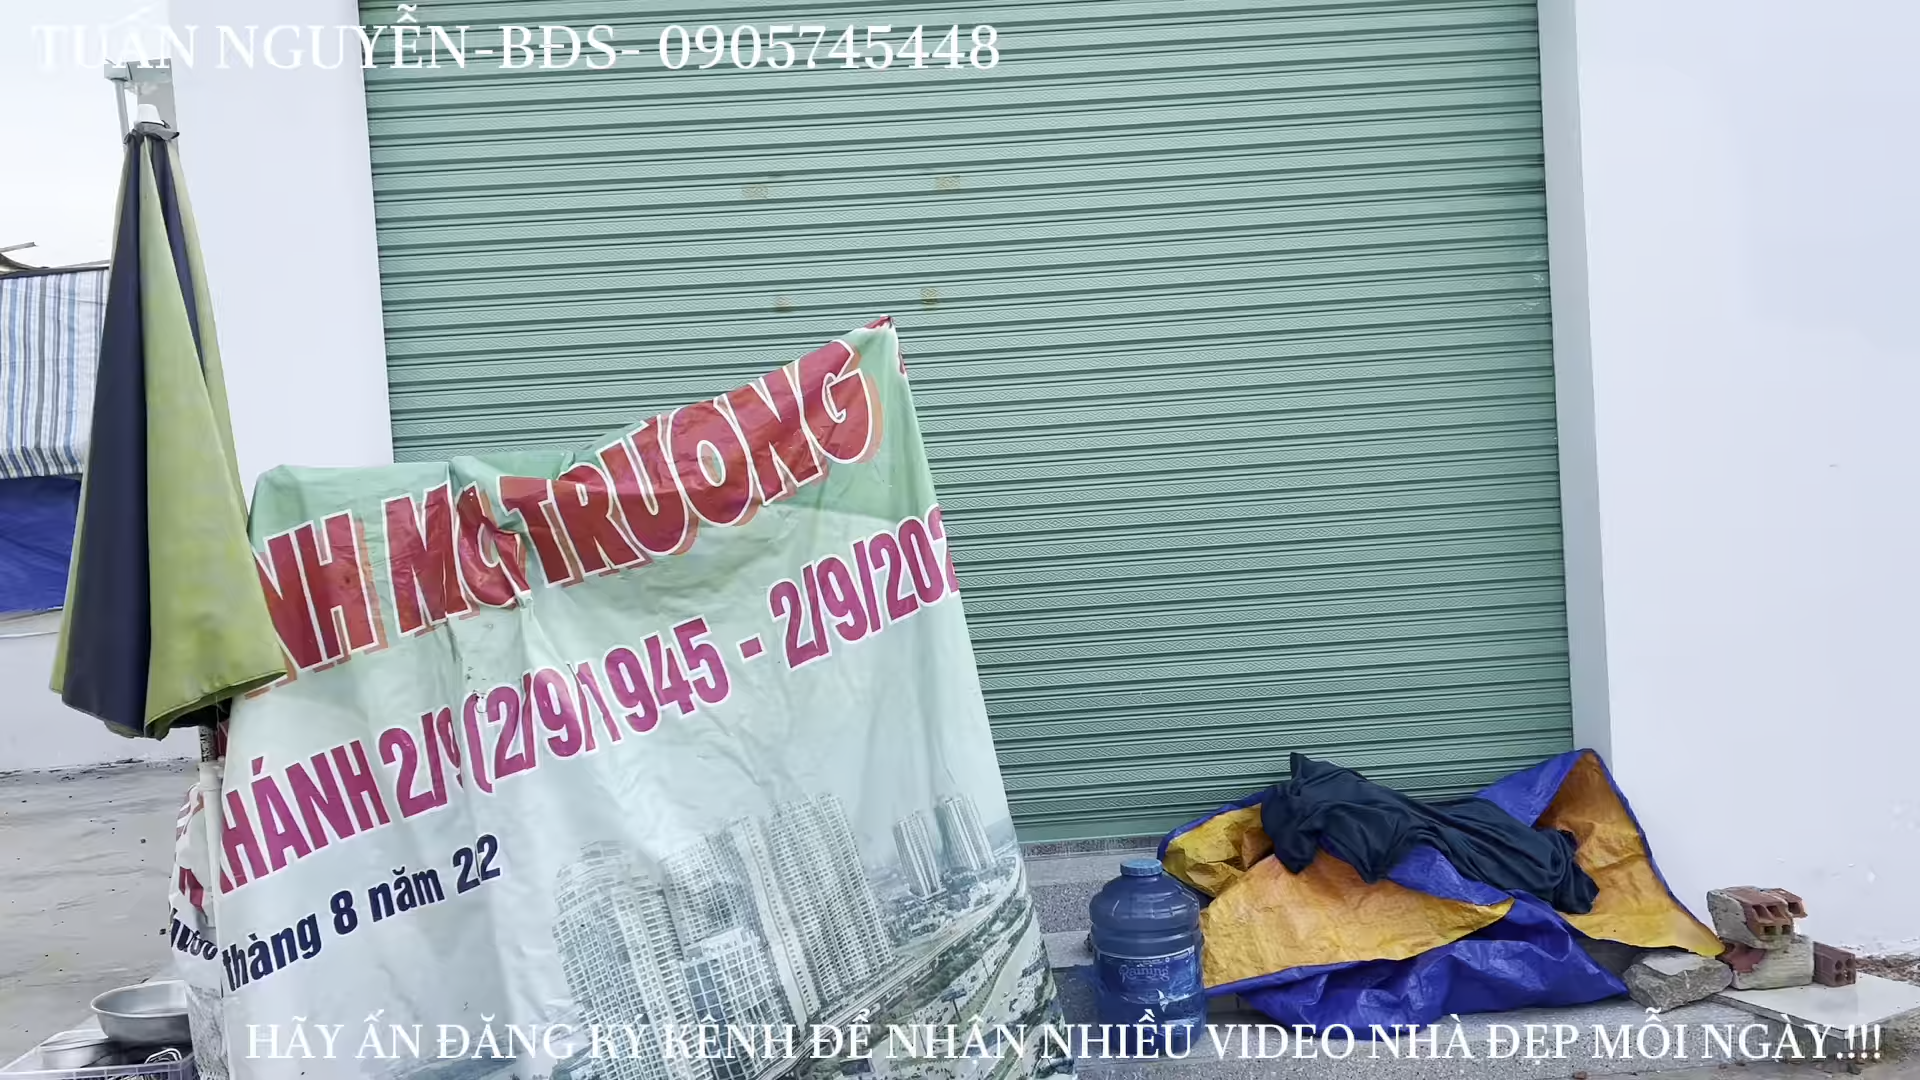 TUẤN NGUYỄN-BĐS- 0905745448
NH MÔI TRƯỜNG
KHÁNH 2/9 (2/9/1945 - 2/9/202
tháng 8 năm 22
Raining
HÃY ẤN ĐĂNG KÝ KÊNH ĐỂ NHẬN NHIỀU VIDEO NHÀ ĐẸP MỖI NGÀY.!!!